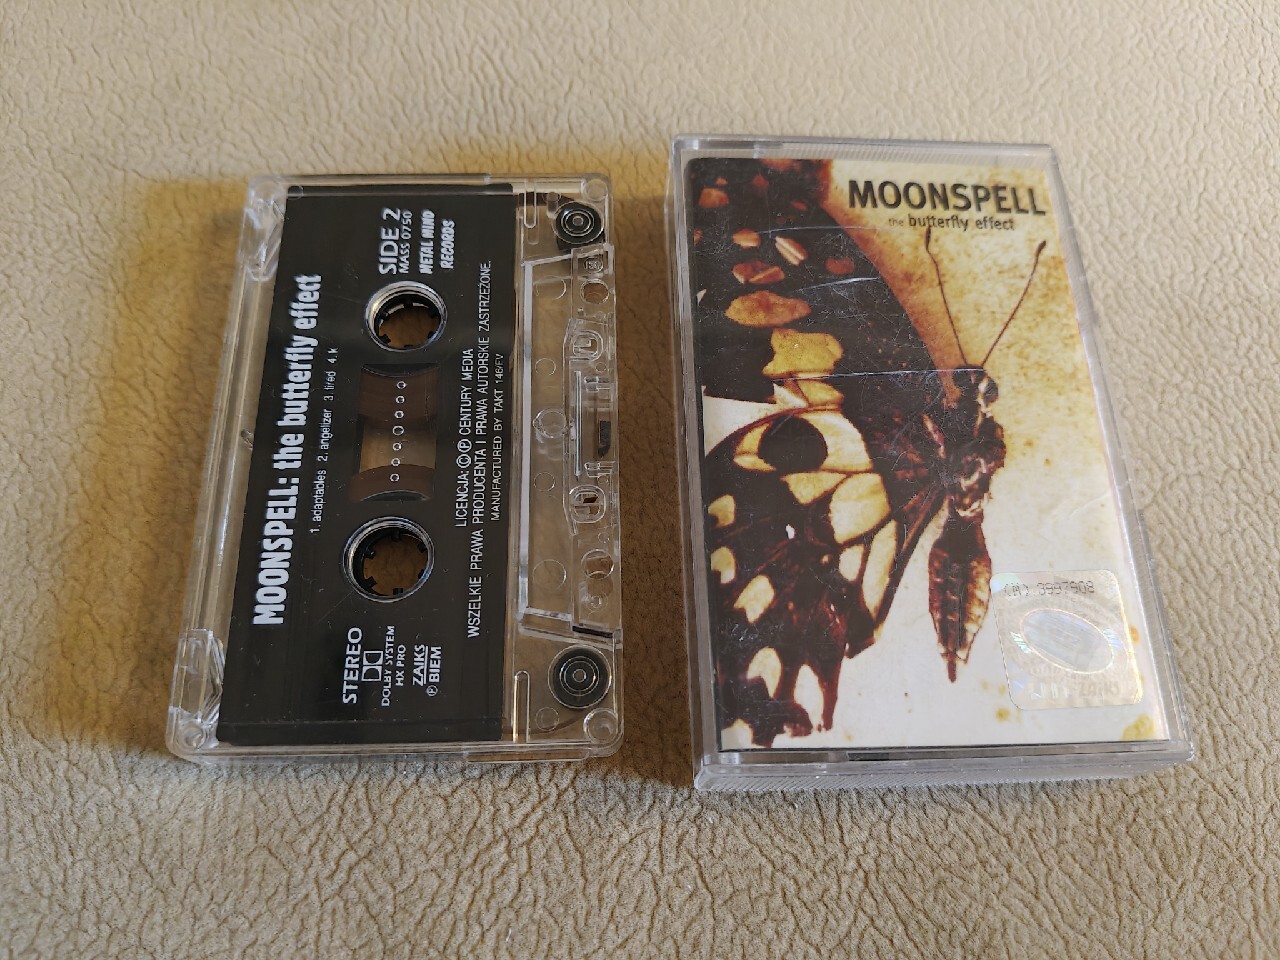 MOONSPELL: the butterfly effect
1. adaptables 2. angelizer 3. tired 4. k
STEREO
DOLBY SYSTEM
HX PRO
ZAIKS
Ⓟ BIEM
SIDE 2
MASS 0750
METAL MIND
RECORDS
LICENCJA: ©Ⓟ CENTURY MEDIA
WSZELKIE PRAWA PRODUCENTA I PRAWA AUTORSKIE ZASTRZEŻONE.
MANUFACTURED BY TAKT 146/EV
MOONSPELL
the butterfly effect